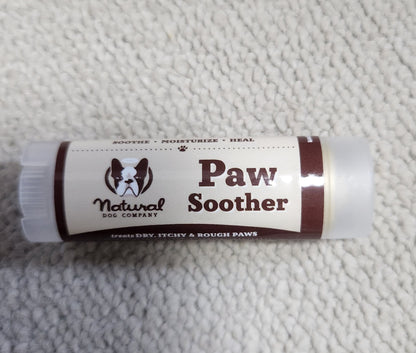 SOOTHE • MOISTURIZE • HEAL
Paw
Soother
Natural
DOG COMPANY
treats DRY, ITCHY & ROUGH PAWS